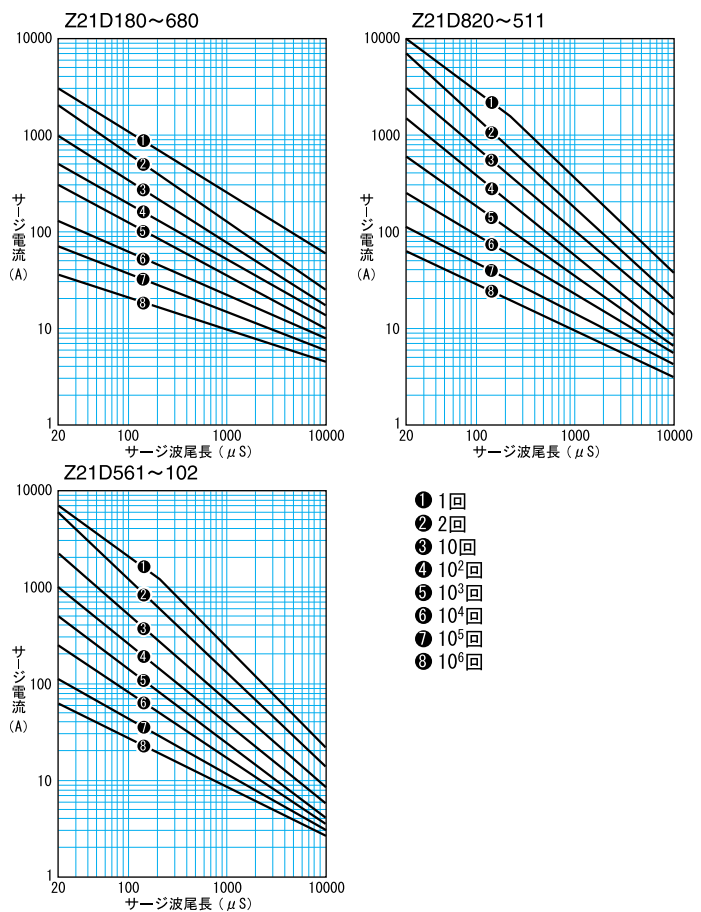 Z21D180～680
10000
1000
100
10
1
サージ電流
(A)
20
100
1000
10000
サージ波尾長(μS)
❶
❷
❸
❹
❺
❻
❼
❽
Z21D820～511
10000
1000
100
10
1
サージ電流
(A)
20
100
1000
10000
サージ波尾長(μS)
❶
❷
❸
❹
❺
❻
❼
❽
Z21D561～102
10000
1000
100
10
1
サージ電流
(A)
20
100
1000
10000
サージ波尾長(μS)
❶
❷
❸
❹
❺
❻
❼
❽
❶ 1回
❷ 2回
❸ 10回
❹ 10²回
❺ 10³回
❻ 10⁴回
❼ 10⁵回
❽ 10⁶回